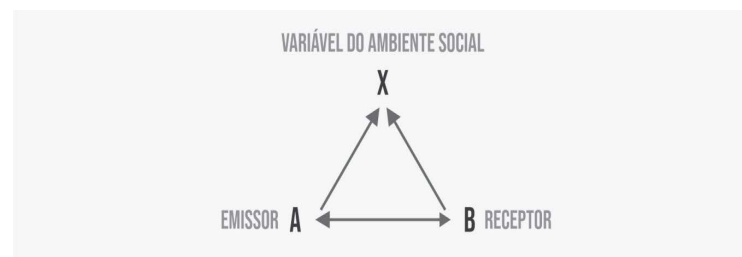 VARIÁVEL DO AMBIENTE SOCIAL
X
EMISSOR A B RECEPTOR